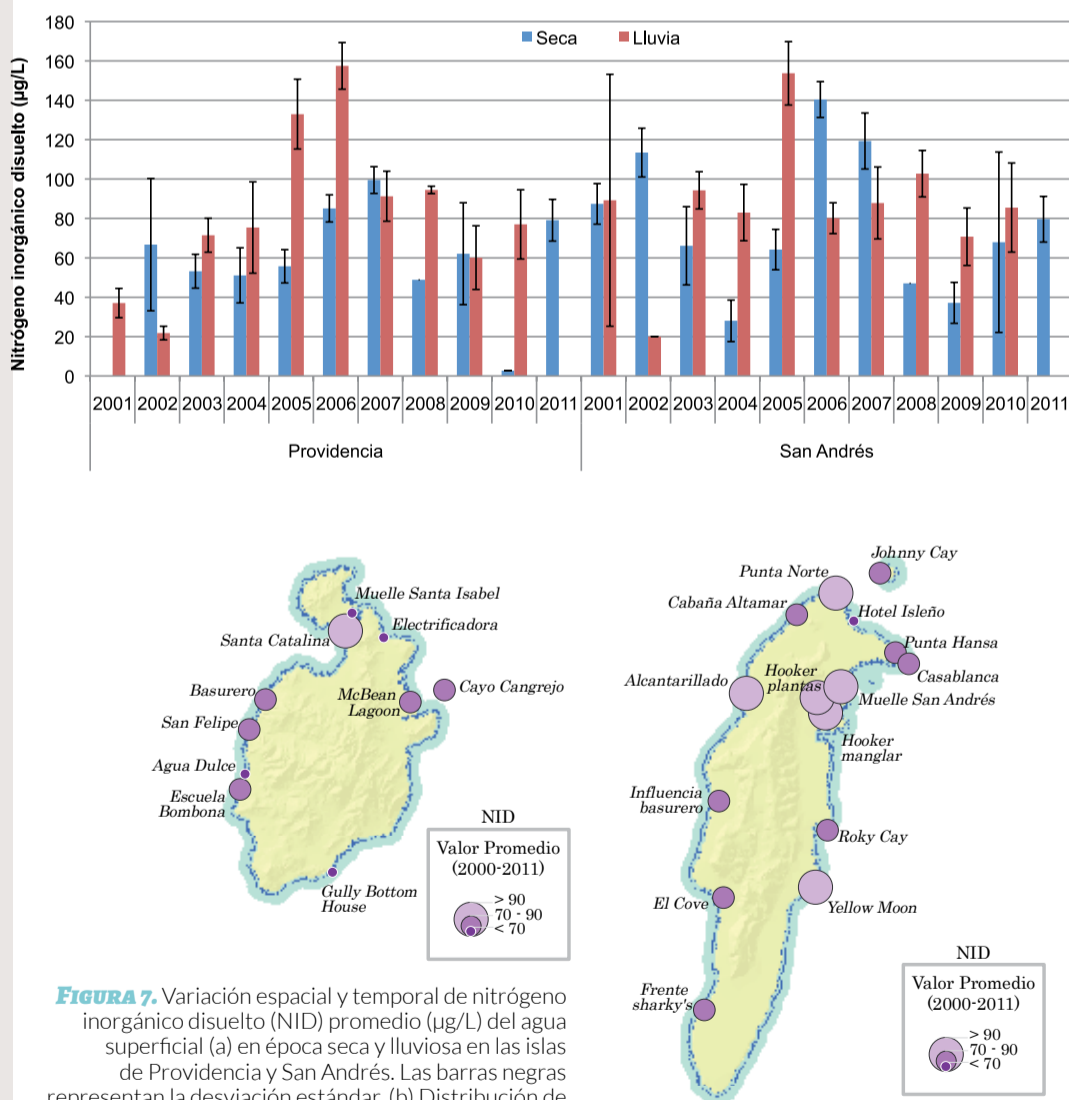 Nitrógeno inorgánico disuelto (µg/L)
180
160
140
120
100
80
60
40
20
0
Seca Lluvia
2001 2002 2003 2004 2005 2006 2007 2008 2009 2010 2011 2001 2002 2003 2004 2005 2006 2007 2008 2009 2010 2011
Providencia San Andrés
Muelle Santa Isabel
Electrificadora
Santa Catalina
Basurero
McBean
Lagoon
Cayo Cangrejo
San Felipe
Agua Dulce
Escuela
Bombona
Gully Bottom
House
NID
Valor Promedio
(2000-2011)
> 90
70 - 90
< 70
Johnny Cay
Punta Norte
Cabaña Altamar
Hotel Isleño
Punta Hansa
Casablanca
Alcantarillado
Hooker
plantas
Muelle San Andrés
Hooker
manglar
Influencia
basurero
Roky Cay
El Cove
Yellow Moon
Frente
sharky's
NID
Valor Promedio
(2000-2011)
> 90
70 - 90
< 70
FIGURA 7. Variación espacial y temporal de nitrógeno
inorgánico disuelto (NID) promedio (µg/L) del agua
superficial (a) en época seca y lluviosa en las islas
de Providencia y San Andrés. Las barras negras
representan la desviación estándar. (b) Distribución de